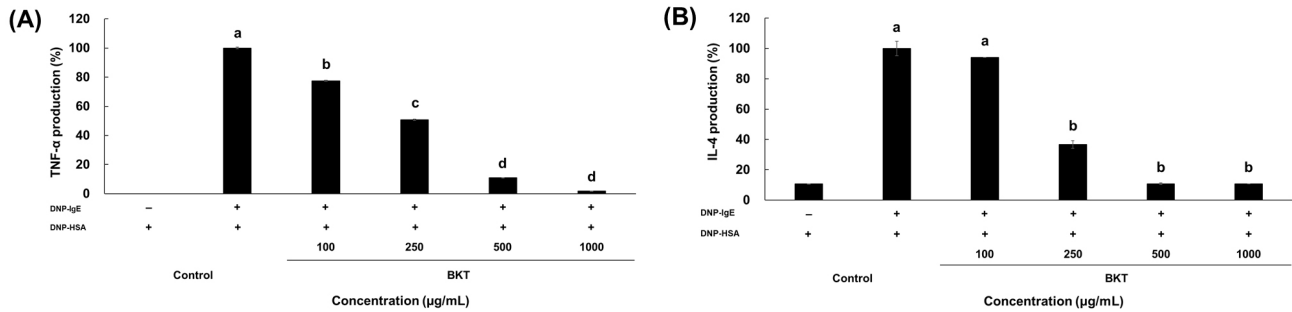 (A)
TNF-α production (%)
120
100
80
60
40
20
0
a
b
c
d
d
DNP-IgE – + + + + +
DNP-HSA + + + + + +
100 250 500 1000
Control BKT
Concentration (µg/mL)
(B)
IL-4 production (%)
120
100
80
60
40
20
0
a
a
b
b
b
DNP-IgE – + + + + +
DNP-HSA + + + + + +
100 250 500 1000
Control BKT
Concentration (µg/mL)